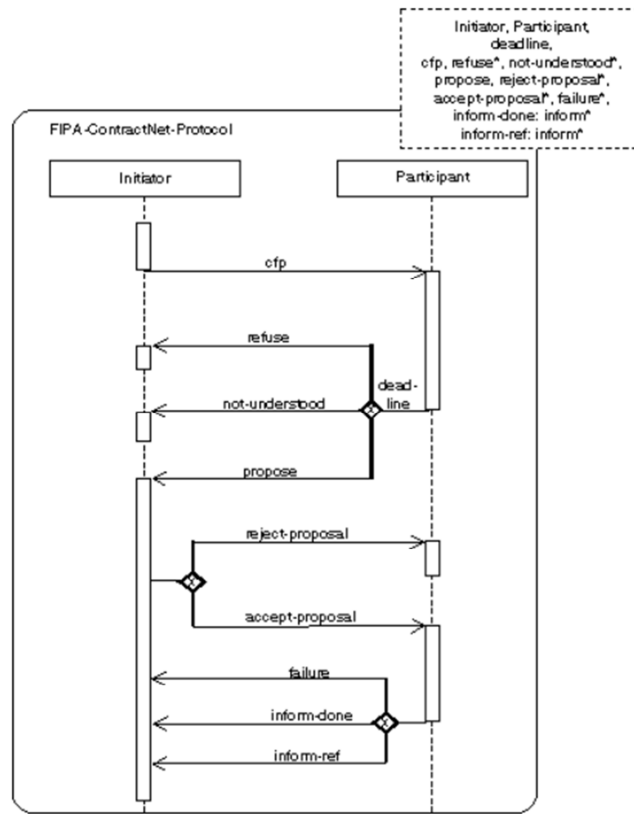 Initiator, Participant,
deadline,
cfp, refuse*, not-understood*,
propose, reject-proposal*,
accept-proposal*, failure*,
inform-done: inform*
inform-ref: inform*
FIPA-ContractNet-Protocol
Initiator
Participant
cfp
refuse
dead-
line
not-understood
x
propose
reject-proposal
x
accept-proposal
failure
inform-done
x
inform-ref